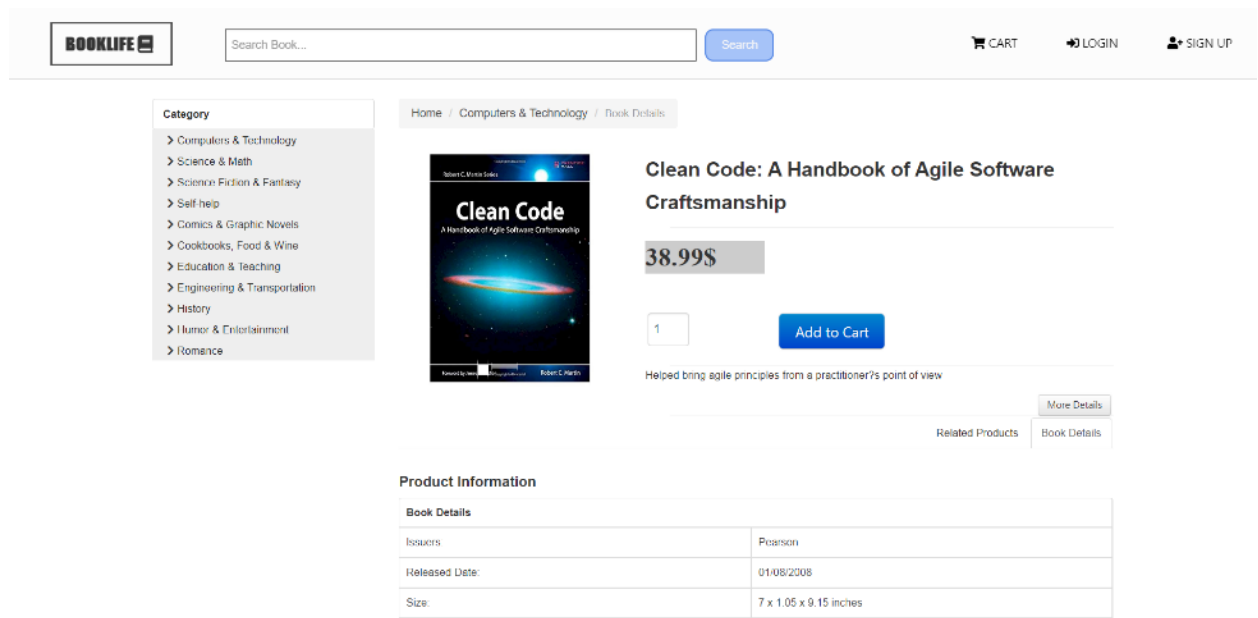 BOOKLIFE
Search Book...
Search
CART
LOGIN
SIGN UP
Category
Computers & Technology
Science & Math
Science Fiction & Fantasy
Self-help
Comics & Graphic Novels
Cookbooks, Food & Wine
Education & Teaching
Engineering & Transportation
History
Humor & Entertainment
Romance
Home / Computers & Technology / Book Details
Robert C. Martin Series
Clean Code
A Handbook of Agile Software Craftsmanship
Robert C. Martin
Clean Code: A Handbook of Agile Software
Craftsmanship
38.99$
1
Add to Cart
Helped bring agile principles from a practitioner?s point of view
More Details
Related Products
Book Details
Product Information
Book Details
Issuers
Pearson
Released Date:
01/08/2008
Size:
7 x 1.05 x 9.15 inches